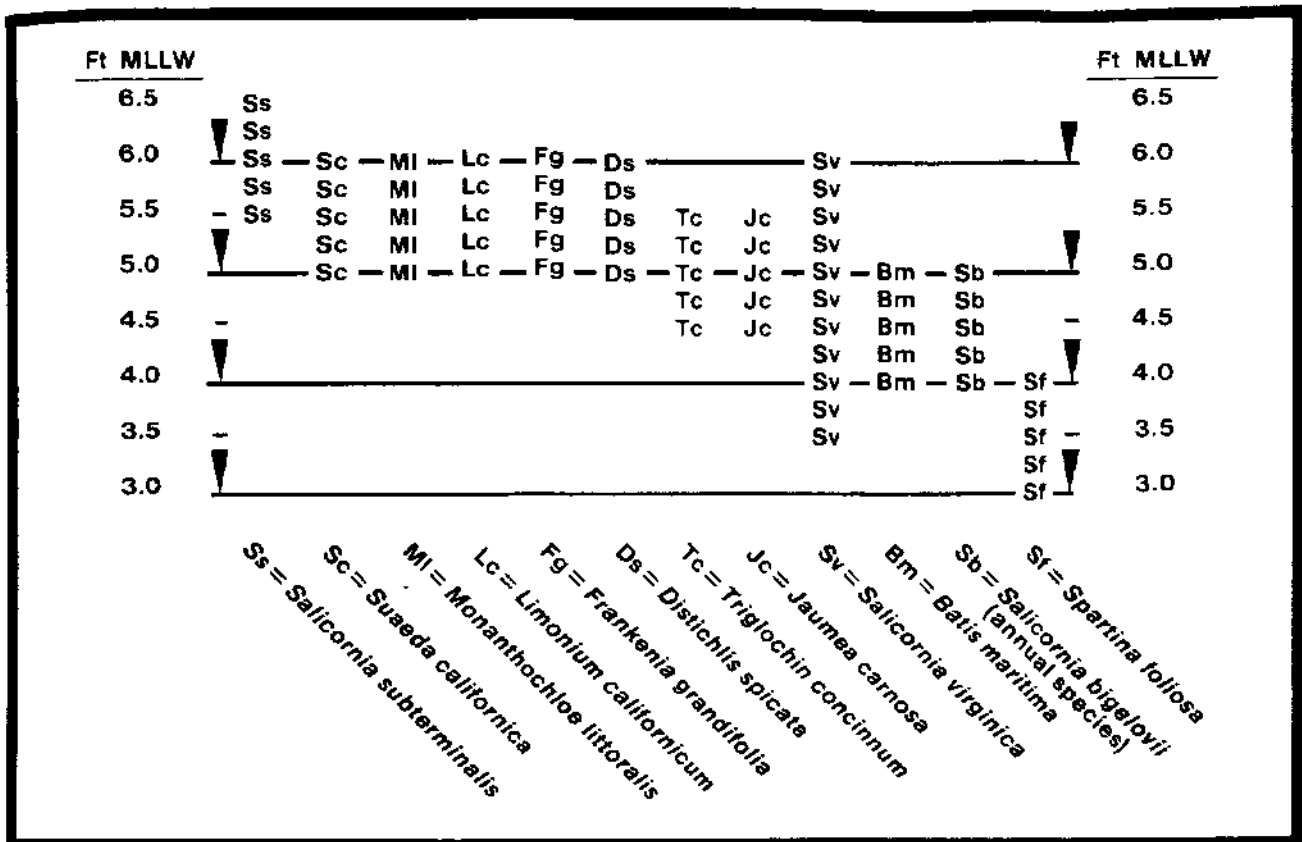 Ft MLLW Ft MLLW
6.5 Ss 6.5
Ss
6.0 Ss Sc Ml Lc Fg Ds Sv 6.0
Ss Sc Ml Lc Fg Ds Sv
5.5 Ss Sc Ml Lc Fg Ds Tc Jc Sv 5.5
Sc Ml Lc Fg Ds Tc Jc Sv
5.0 Sc Ml Lc Fg Ds Tc Jc Sv Bm Sb 5.0
Tc Jc Sv Bm Sb
4.5 Tc Jc Sv Bm Sb 4.5
Sv Bm Sb
4.0 Sv Bm Sb Sf 4.0
Sv Sf
3.5 Sv Sf 3.5
Sf
3.0 Sf 3.0
Ss = Salicornia subterminalis
Sc = Suaeda californica
Ml = Monanthochloe littoralis
Lc = Limonium californicum
Fg = Frankenia grandifolia
Ds = Distichlis spicata
Tc = Triglochin concinnum
Jc = Jaumea carnosa
Sv = Salicornia virginica
Bm = Batis maritima
Sb = Salicornia bigelovii
(annual species)
Sf = Spartina foliosa